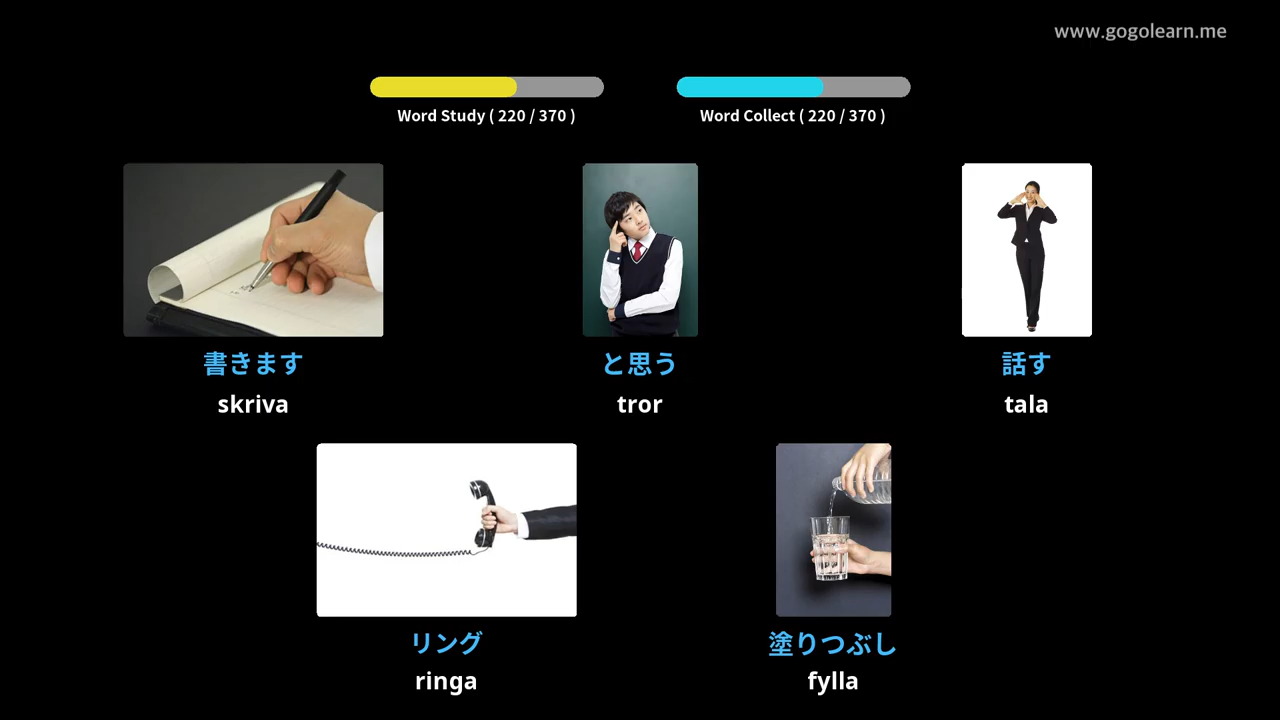 www.gogolearn.me
Word Study ( 220 / 370 )
Word Collect ( 220 / 370 )
書きます
skriva
と思う
tror
話す
tala
リング
ringa
塗りつぶし
fylla